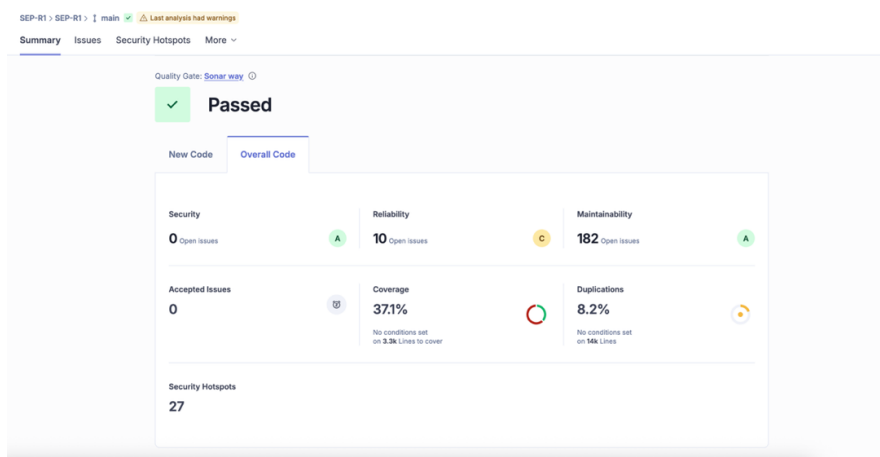 SEP-R1 > SEP-R1 > main Last analysis had warnings
Summary Issues Security Hotspots More
Quality Gate: Sonar way
Passed
New Code Overall Code
Security
0 Open issues
A
Reliability
10 Open issues
C
Maintainability
182 Open issues
A
Accepted Issues
0
Coverage
37.1%
No conditions set
on 3.3k Lines to cover
Duplications
8.2%
No conditions set
on 14k Lines
Security Hotspots
27